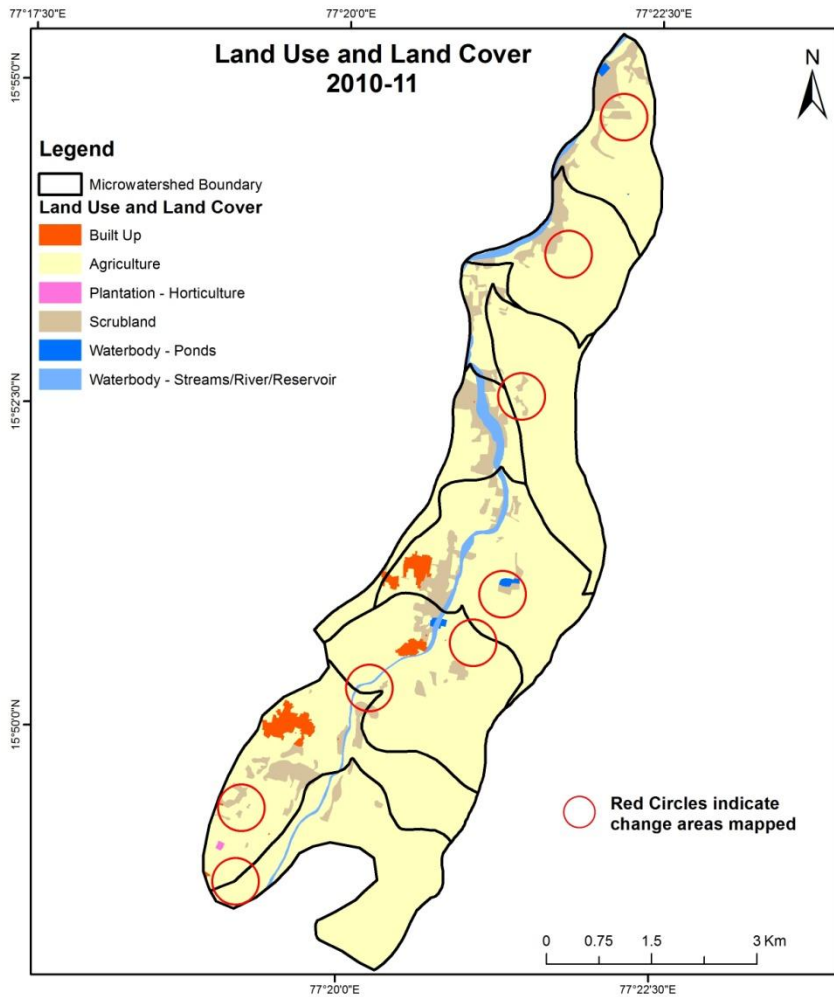 77°17'30"E
77°20'0"E
77°22'30"E
Land Use and Land Cover
2010-11
15°55'0"N
N
Legend
Microwatershed Boundary
Land Use and Land Cover
Built Up
Agriculture
Plantation - Horticulture
Scrubland
Waterbody - Ponds
Waterbody - Streams/River/Reservoir
15°52'30"N
15°50'0"N
Red Circles indicate
change areas mapped
0 0.75 1.5 3 Km
77°20'0"E
77°22'30"E